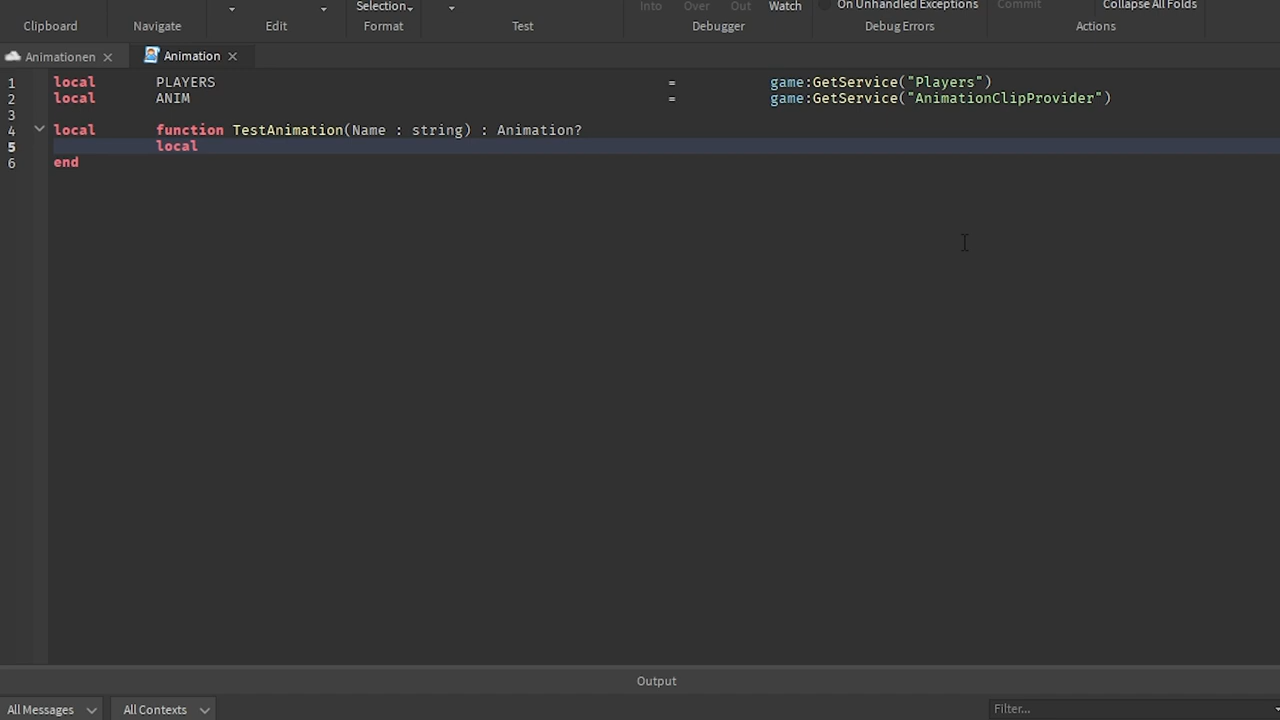 Selection Into Over Out Watch On Unhandled Exceptions Commit Collapse All Folds
Clipboard Navigate Edit Format Test Debugger Debug Errors Actions
Animationen Animation
1 local PLAYERS = game:GetService("Players")
2 local ANIM = game:GetService("AnimationClipProvider")
3
4 local function TestAnimation(Name : string) : Animation?
5 local
6 end
Output
All Messages All Contexts Filter...